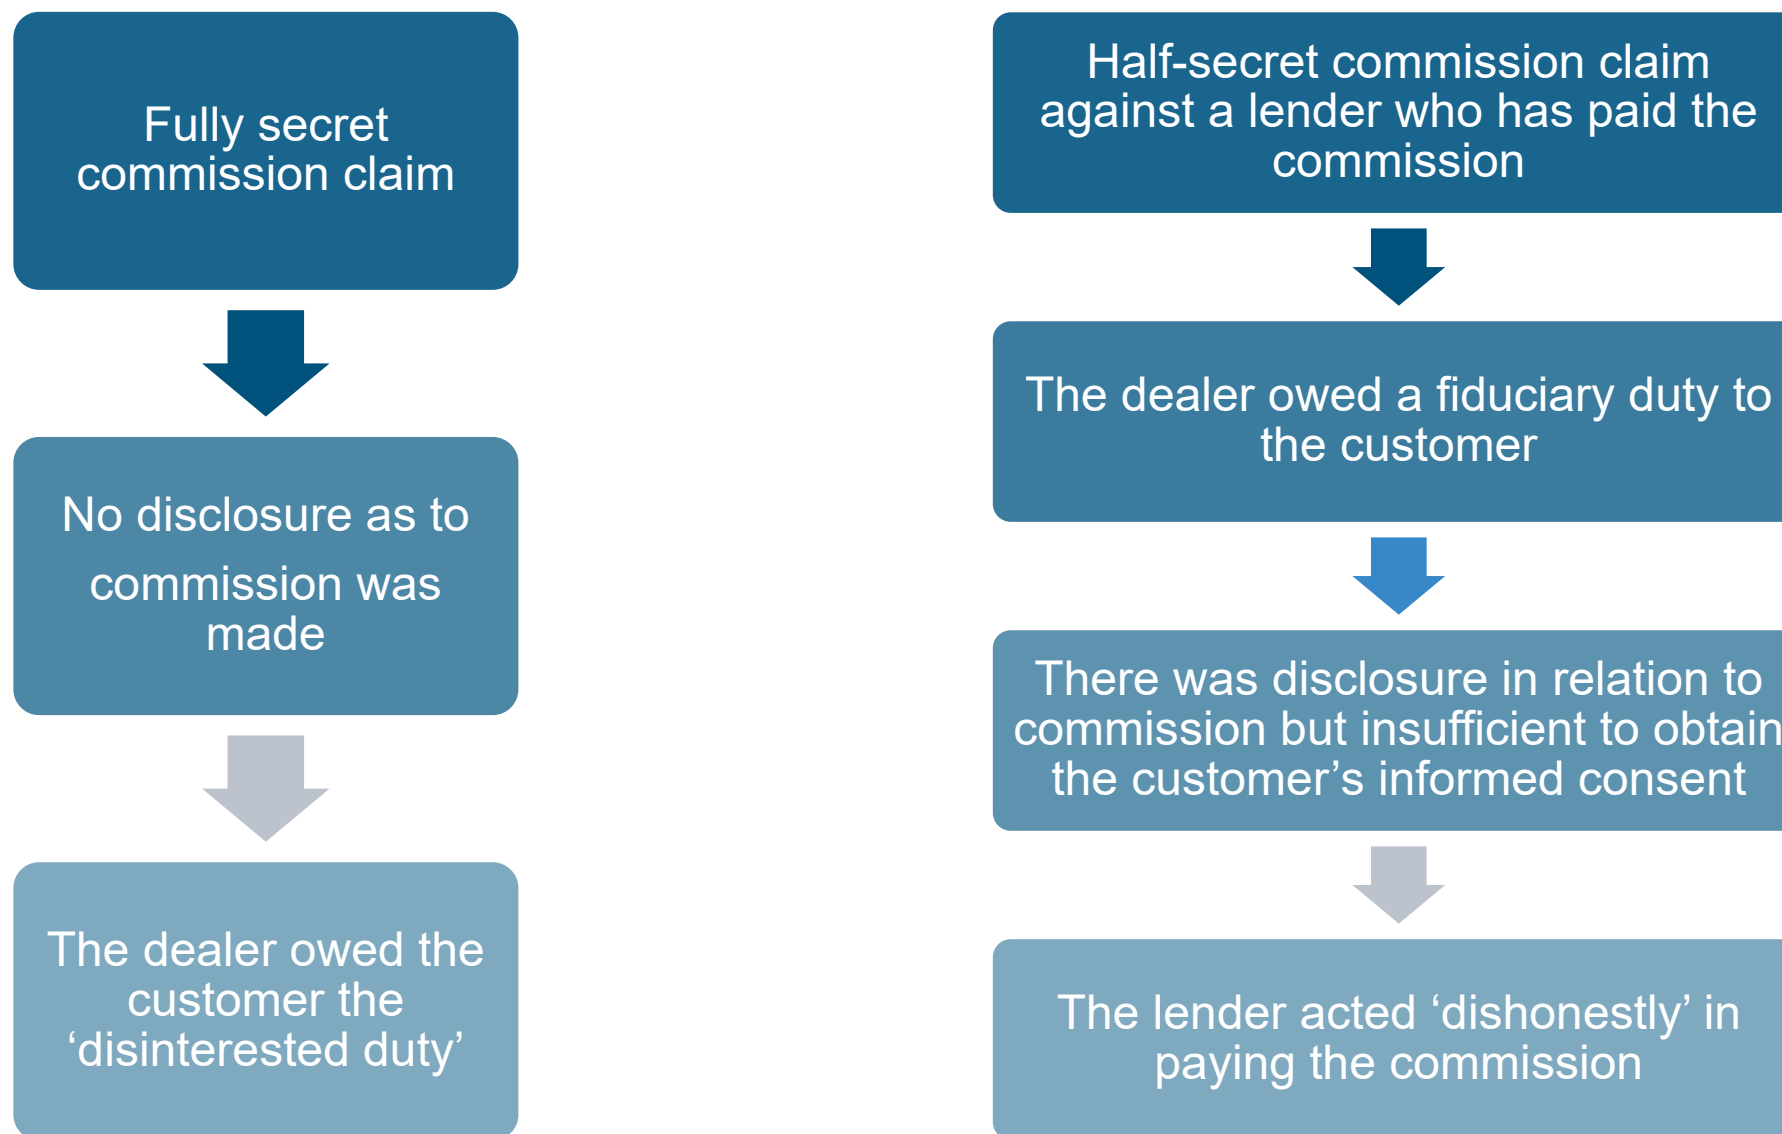 Fully secret
commission claim
No disclosure as to
commission was
made
The dealer owed the
customer the
‘disinterested duty’
Half-secret commission claim
against a lender who has paid the
commission
The dealer owed a fiduciary duty to
the customer
There was disclosure in relation to
commission but insufficient to obtain
the customer’s informed consent
The lender acted ‘dishonestly’ in
paying the commission